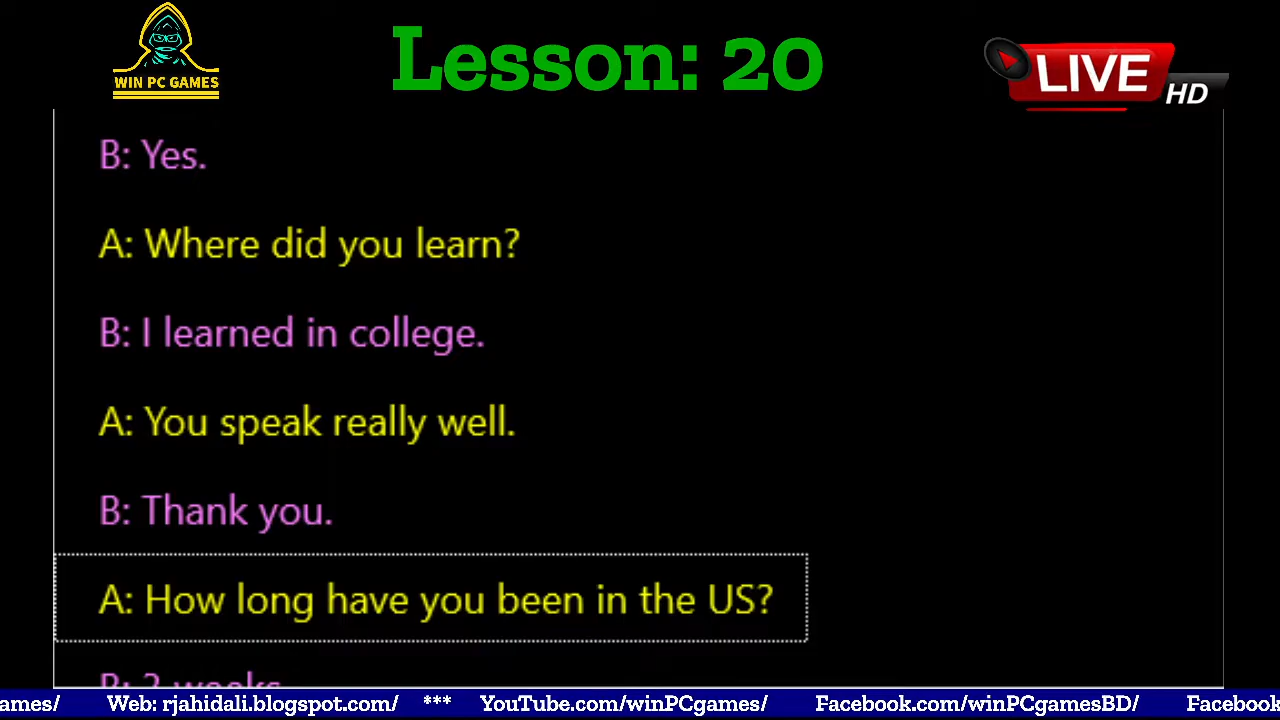 WIN PC GAMES
Lesson: 20
LIVE
HD
B: Yes.
A: Where did you learn?
B: I learned in college.
A: You speak really well.
B: Thank you.
A: How long have you been in the US?
weeks
ames/ Web: rjahidali.blogspot.com/ *** YouTube.com/winPCgames/ Facebook.com/winPCgamesBD/ Facebook